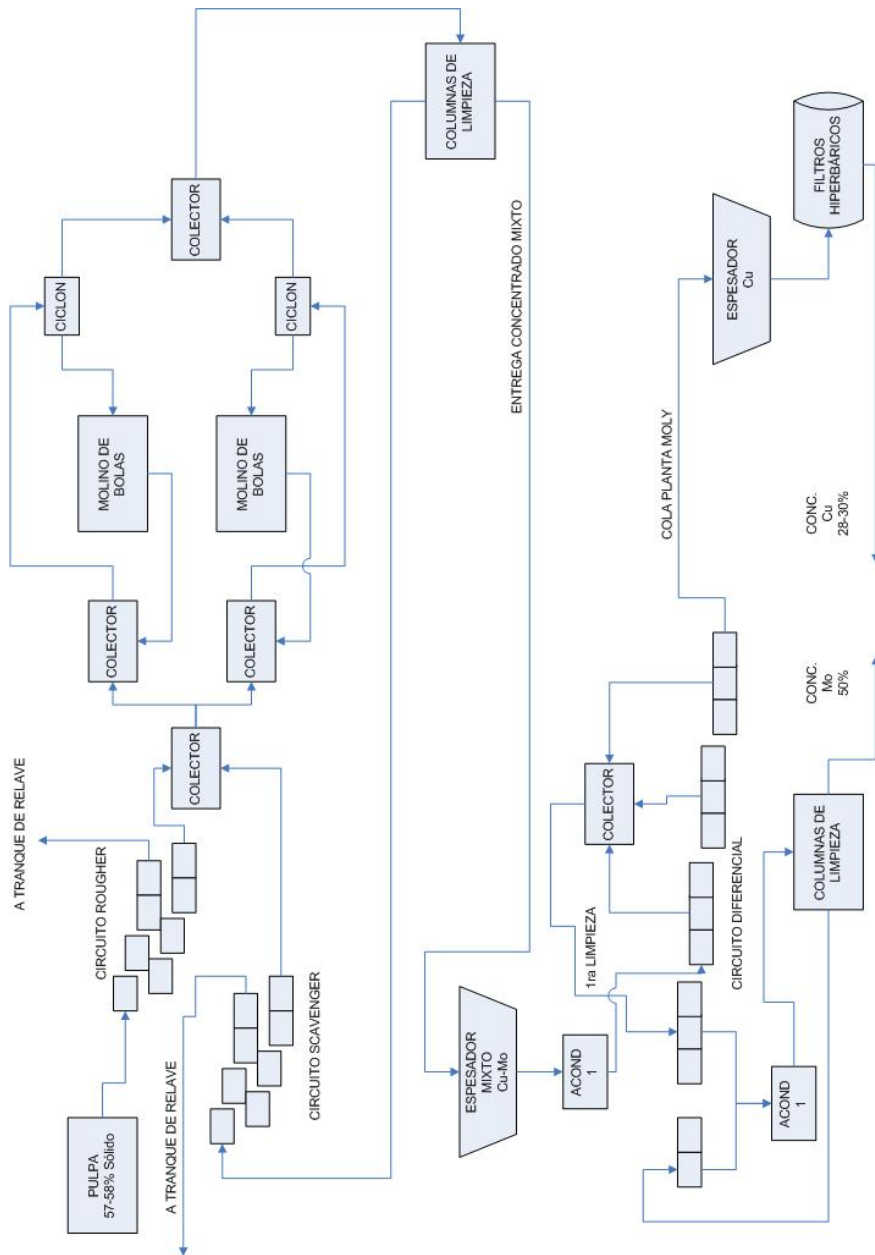 PULPA
57-58% Sólido
A TRANQUE DE RELAVE
CIRCUITO ROUGHER
A TRANQUE DE RELAVE
CIRCUITO SCAVENGER
COLECTOR
COLECTOR
COLECTOR
MOLINO DE
BOLAS
MOLINO DE
BOLAS
CICLON
CICLON
COLECTOR
COLUMNAS DE
LIMPIEZA
ENTREGA CONCENTRADO MIXTO
ESPESADOR
MIXTO
Cu-Mo
ACOND
1
1ra LIMPIEZA
COLECTOR
CIRCUITO DIFERENCIAL
COLA PLANTA MOLY
ESPESADOR
Cu
FILTROS
HIPERBÁRICOS
ACOND
1
COLUMNAS DE
LIMPIEZA
CONC.
Mo
50%
CONC.
Cu
28-30%